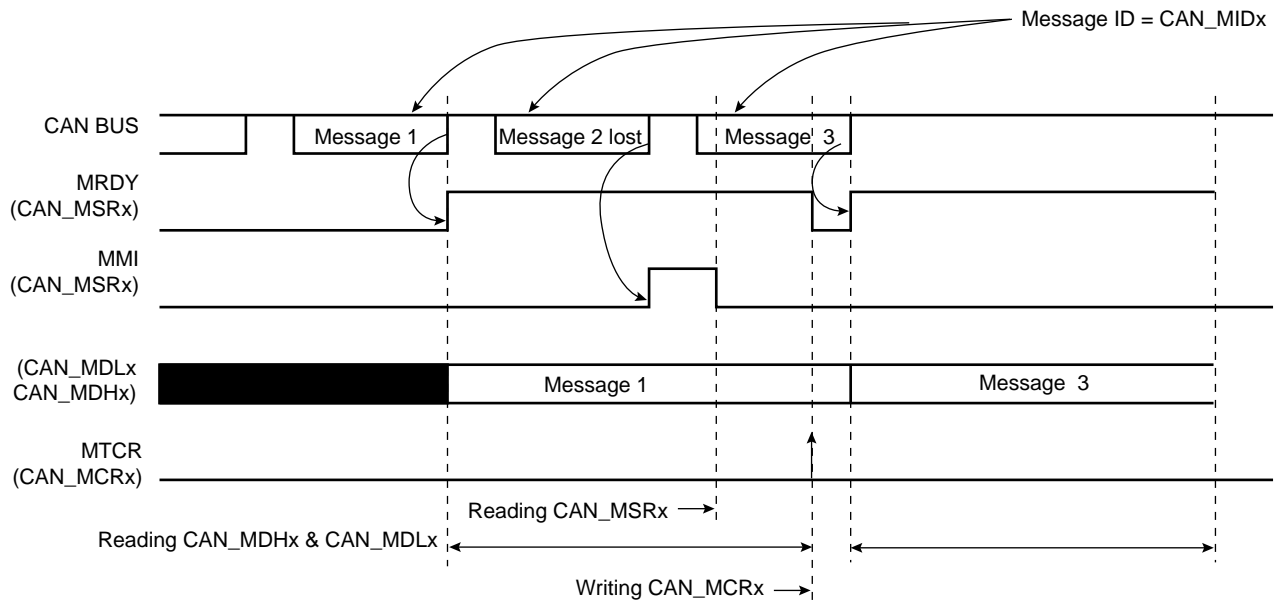 Message ID = CAN_MIDx
CAN BUS
Message 1
Message 2 lost
Message 3
MRDY
(CAN_MSRx)
MMI
(CAN_MSRx)
(CAN_MDLx
CAN_MDHx)
Message 1
Message 3
MTCR
(CAN_MCRx)
Reading CAN_MSRx
Reading CAN_MDHx & CAN_MDLx
Writing CAN_MCRx